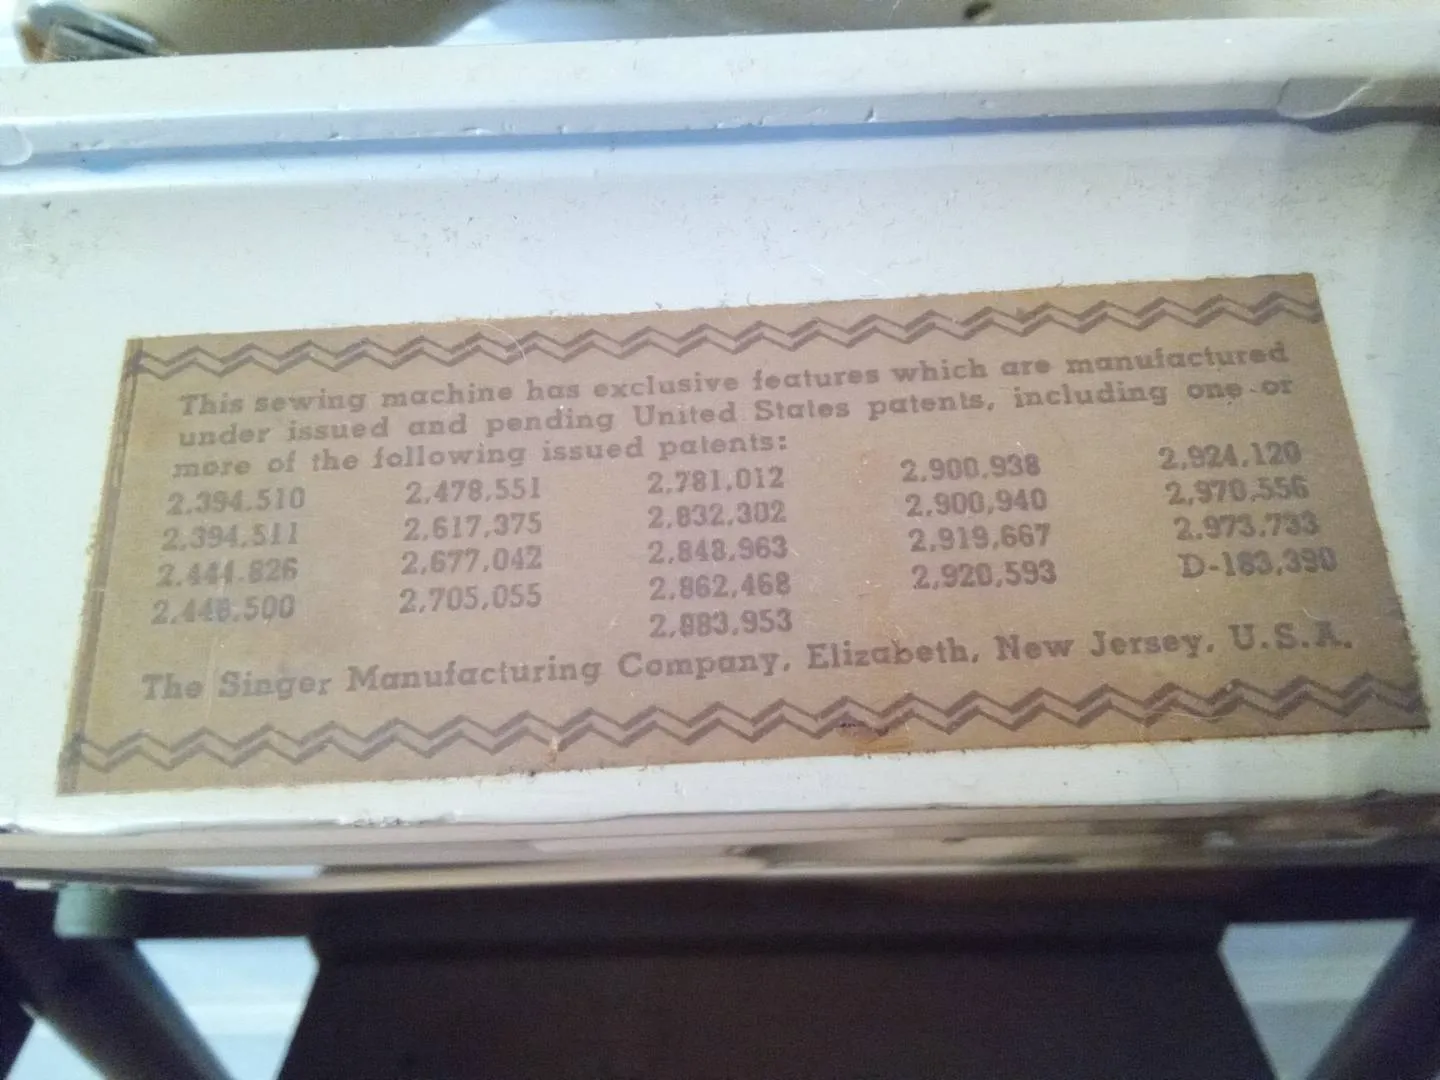 This sewing machine has exclusive features which are manufactured
under issued and pending United States patents, including one or
more of the following issued patents:
2,394,510 2,478,551 2,781,012 2,900,938 2,924,120
2,394,511 2,617,375 2,832,302 2,900,940 2,970,556
2,441,826 2,677,042 2,848,963 2,919,667 2,973,733
2,448,500 2,705,055 2,862,468 2,920,593 D-183,390
2,883,953
The Singer Manufacturing Company, Elizabeth, New Jersey, U.S.A.